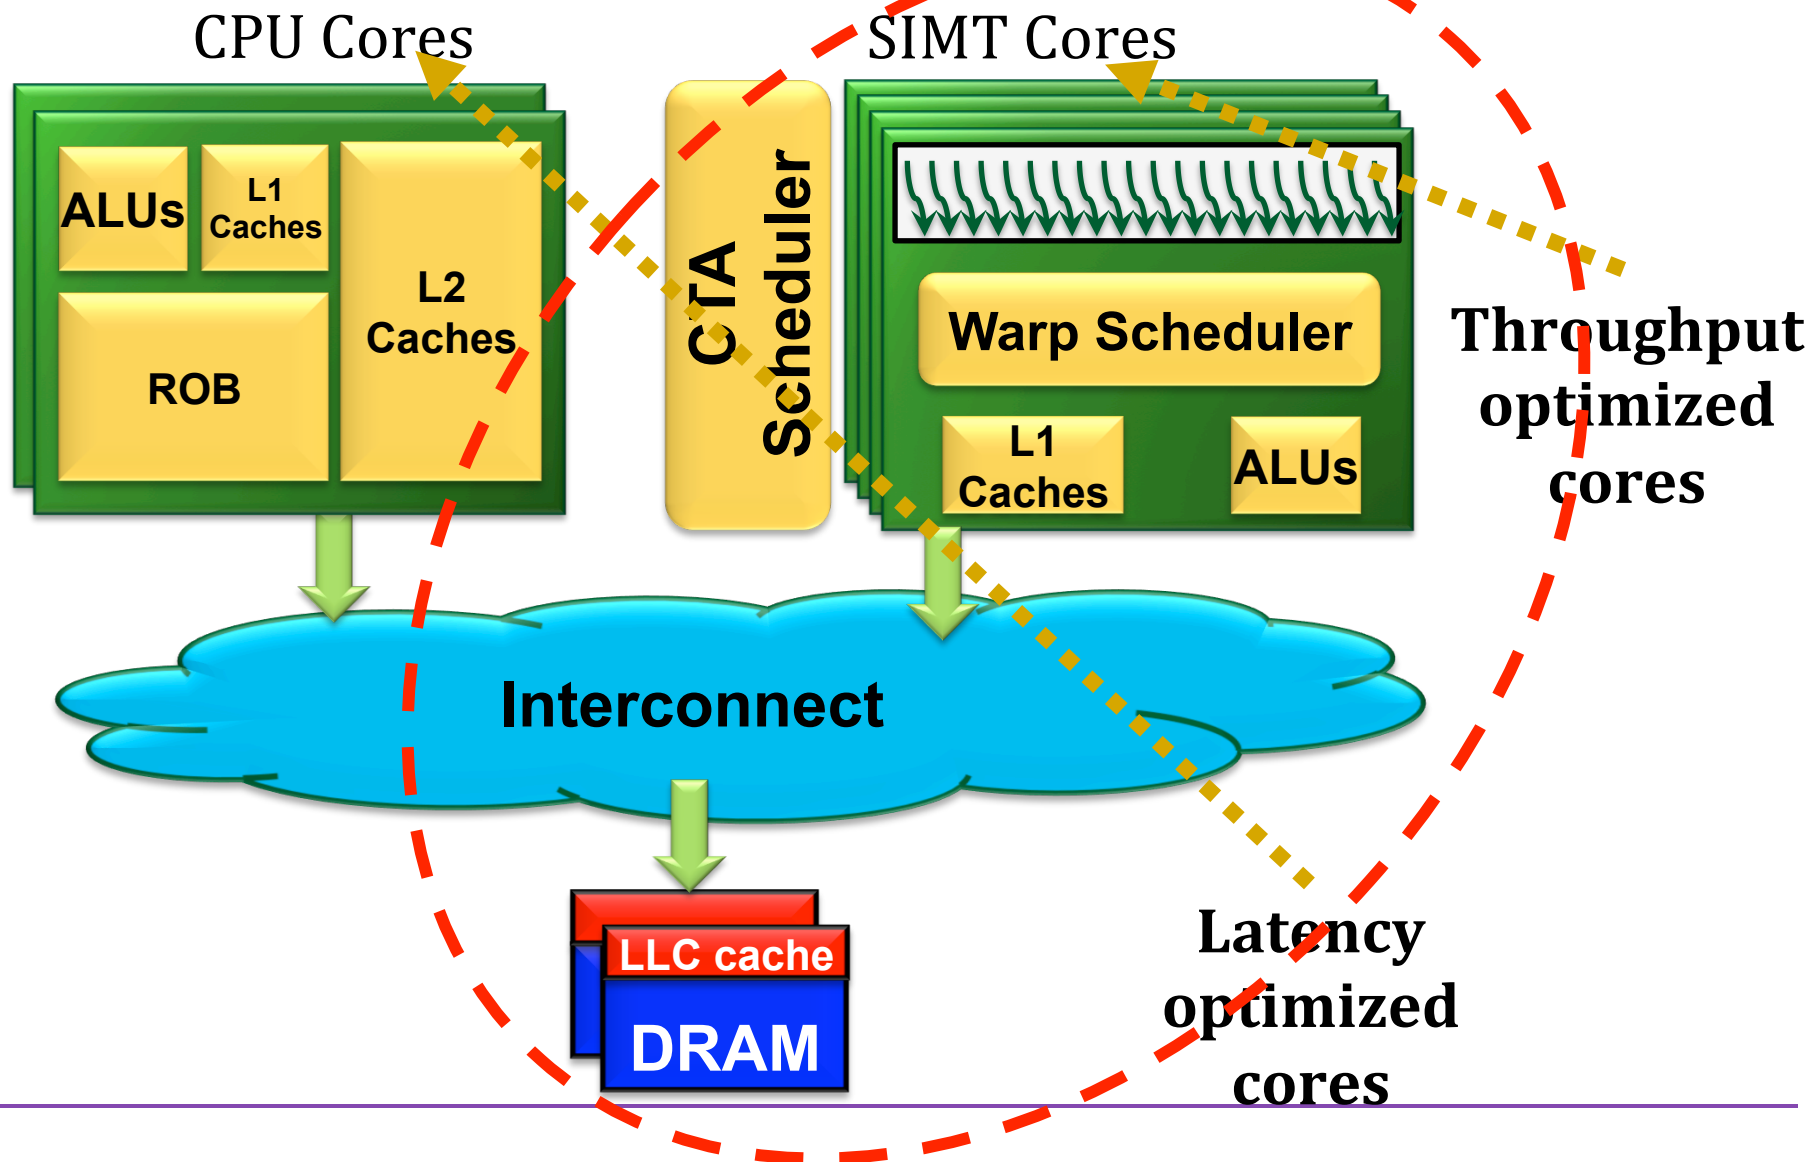 CPU Cores
SIMT Cores
ALUs
L1
Caches
L2
Caches
ROB
CTA
Scheduler
Warp Scheduler
L1
Caches
ALUs
Throughput
optimized
cores
Interconnect
LLC cache
DRAM
Latency
optimized
cores